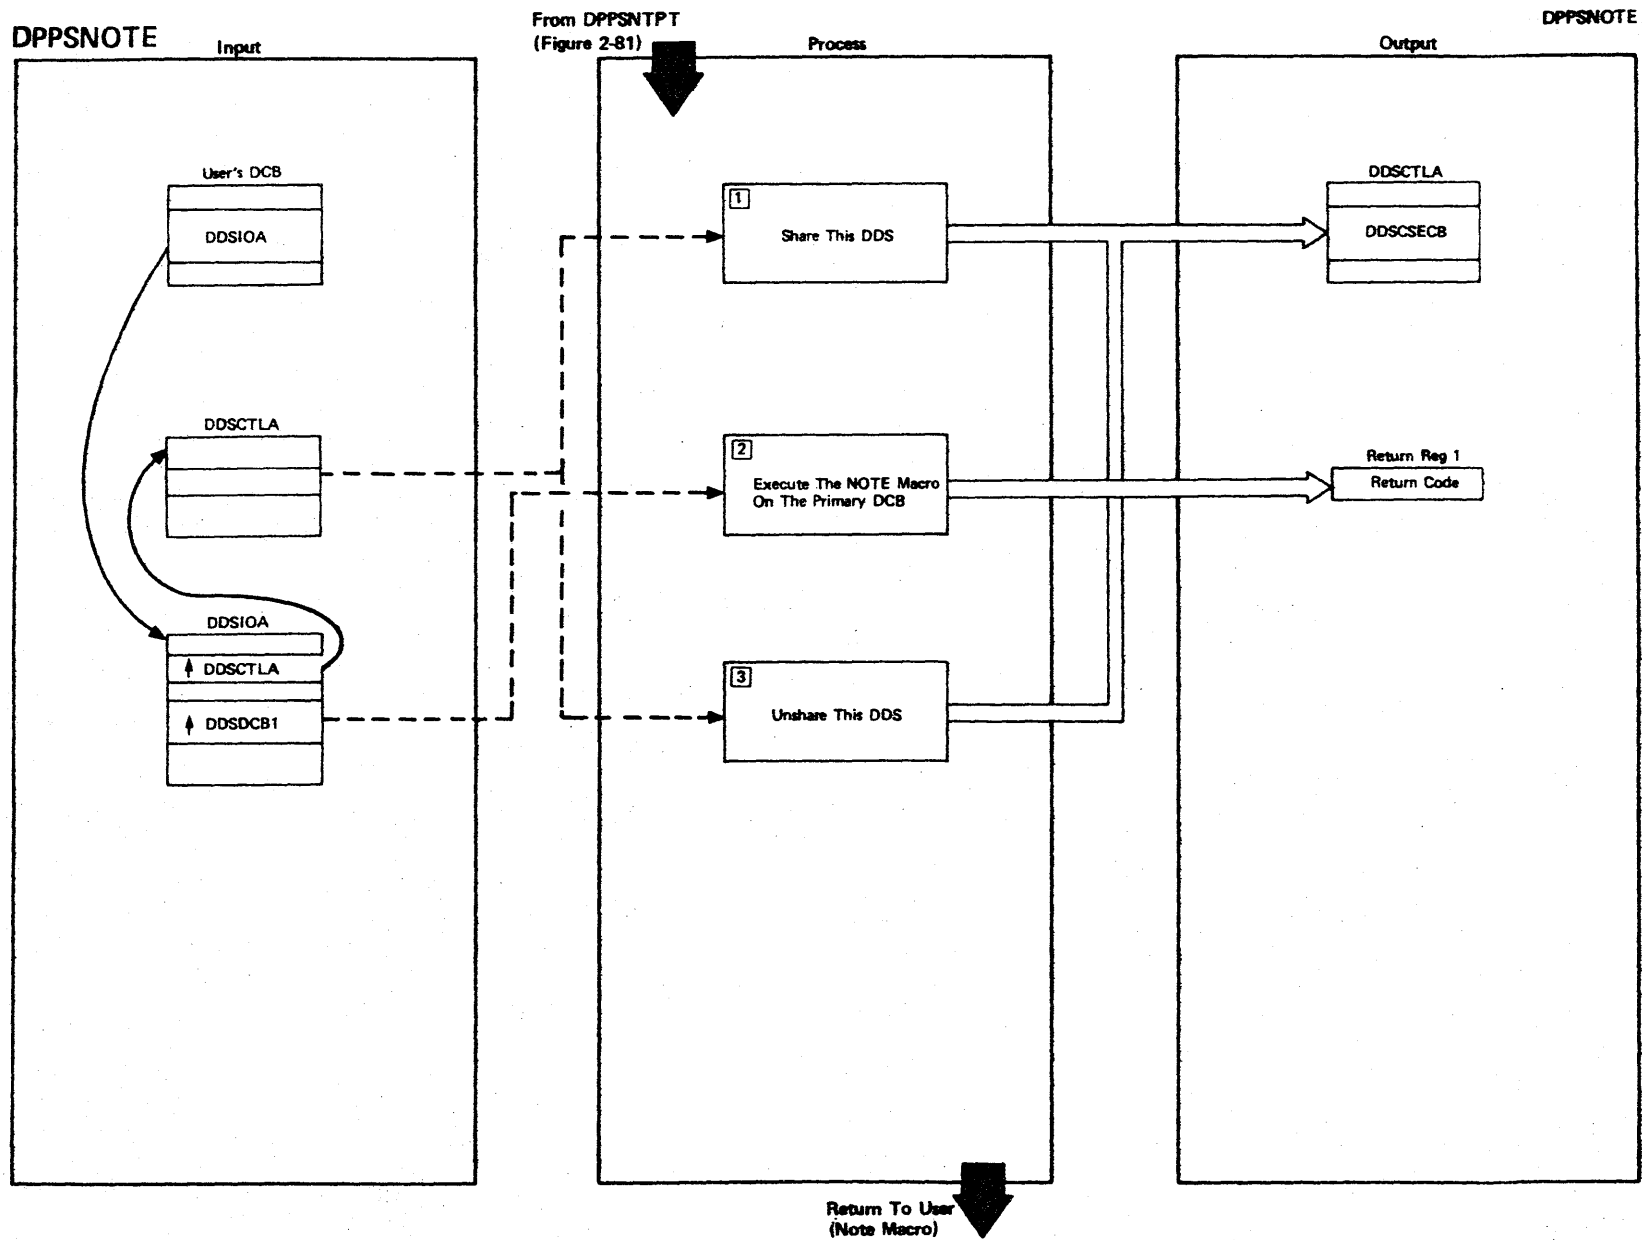 From DPPSNTPT
(Figure 2-81)
DPPSNOTE
DPPSNOTE
Input
Process
Output
User's DCB
DDSIOA
1
Share This DDS
DDSCTLA
DDSCSECB
DDSCTLA
2
Execute The NOTE Macro
On The Primary DCB
Return Reg 1
Return Code
DDSIOA
DDSCTLA
DDSDCB1
3
Unshare This DDS
Return To User
(Note Macro)